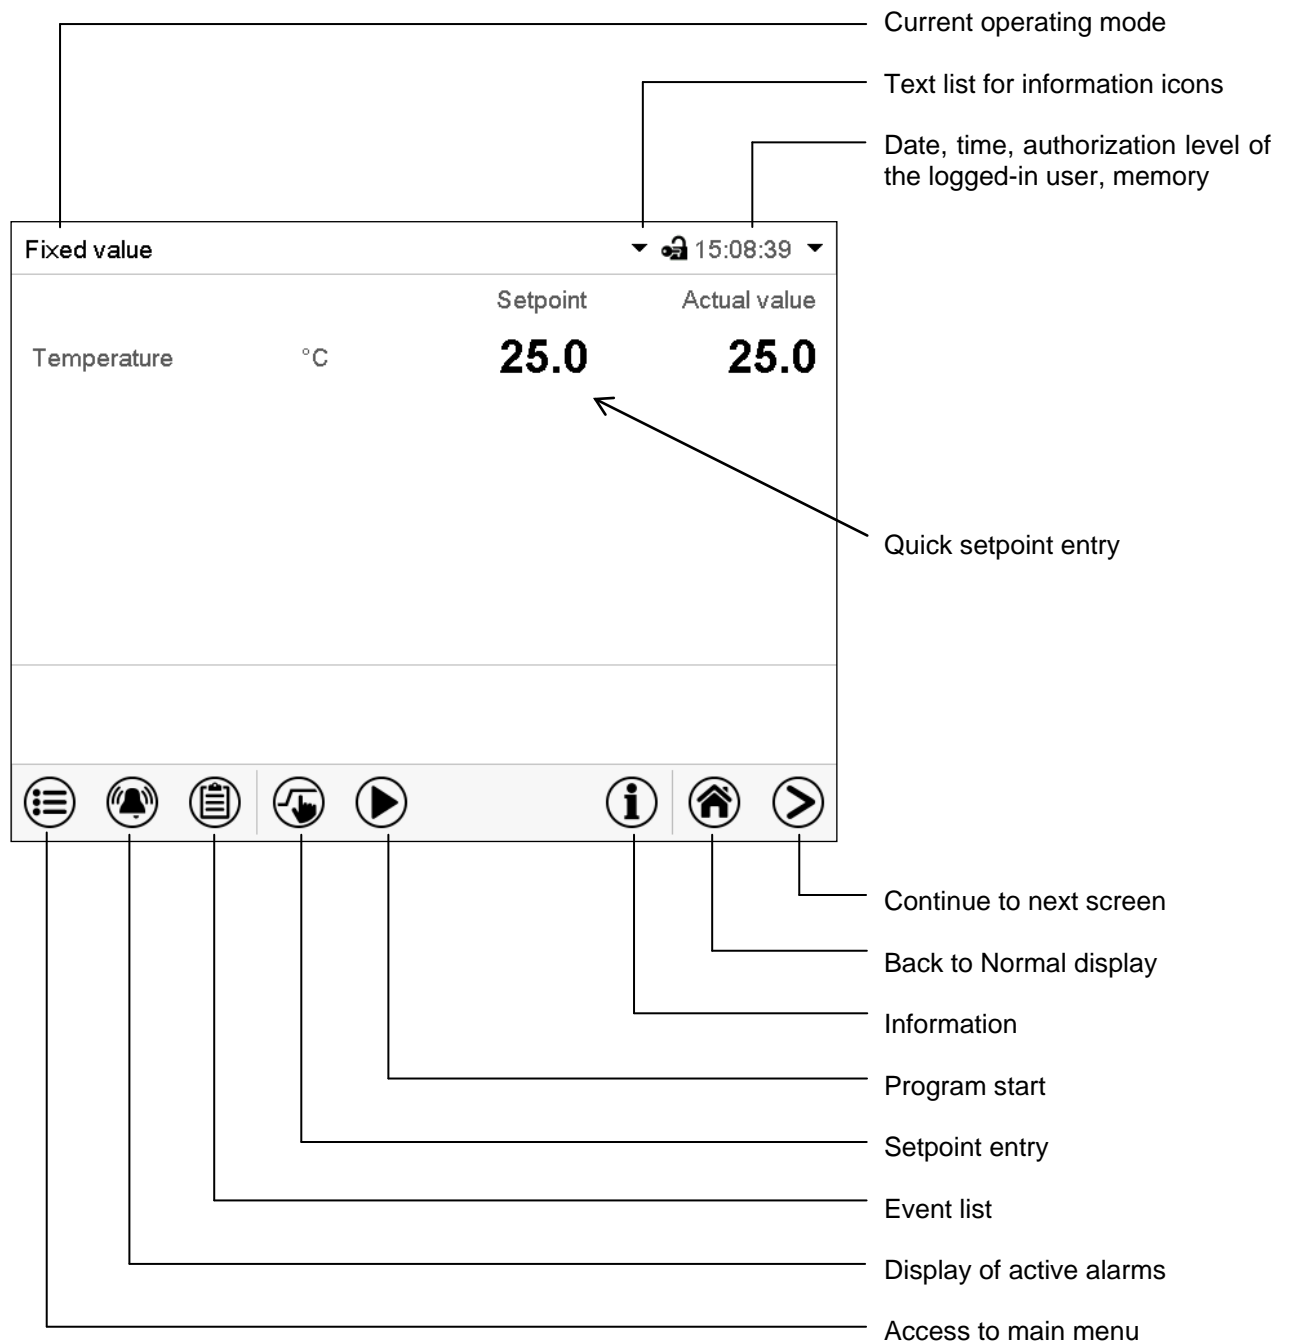 Current operating mode
Text list for information icons
Date, time, authorization level of
the logged-in user, memory
Fixed value
15:08:39
Setpoint
Actual value
Temperature
°C
25.0
25.0
Quick setpoint entry
Continue to next screen
Back to Normal display
Information
Program start
Setpoint entry
Event list
Display of active alarms
Access to main menu